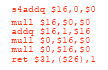 s4addq $16,0,$0
mull $16,$0,$0
addq $16,1,$16
mull $0,$16,$0
mull $0,$16,$0
ret $31,($26),1